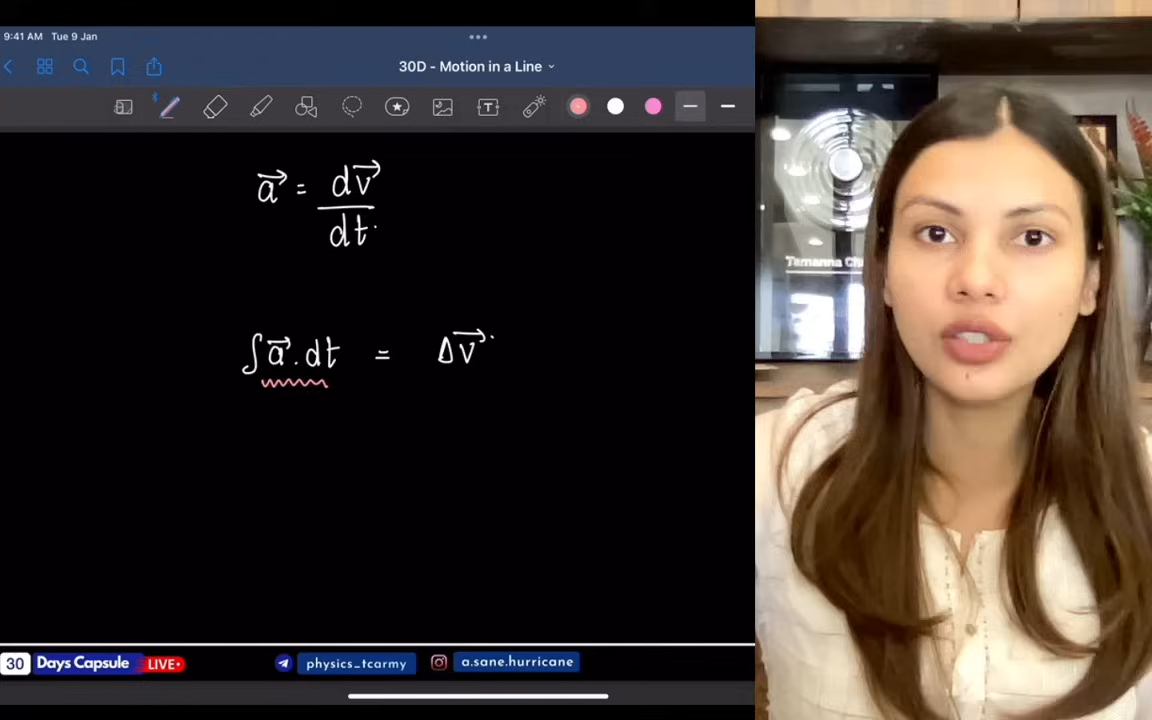 9:41 AM Tue 9 Jan
30D - Motion in a Line
a⃗ = dv⃗/dt
∫a⃗.dt = Δv⃗
Tamanna
30 Days Capsule LIVE
physics_tcarmy
a.sane.hurricane